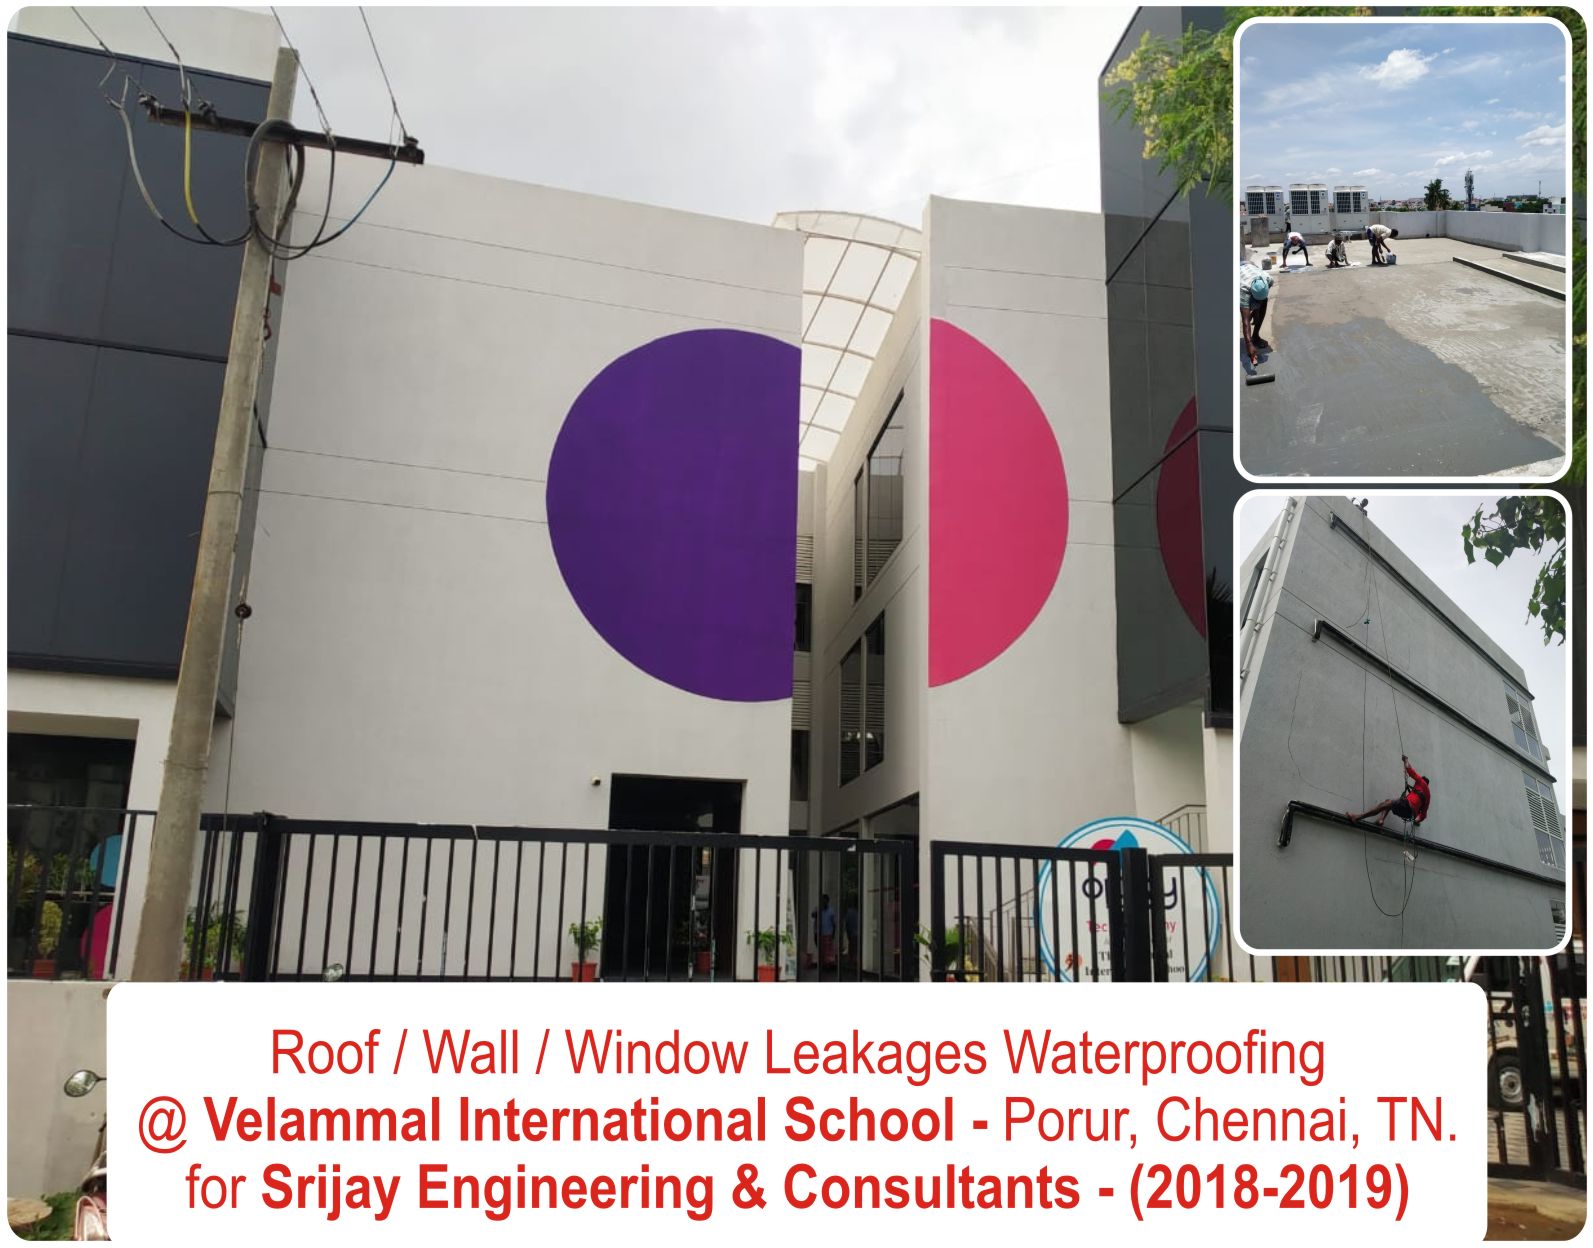 Roof / Wall / Window Leakages Waterproofing
@ Velammal International School - Porur, Chennai, TN.
for Srijay Engineering & Consultants - (2018-2019)